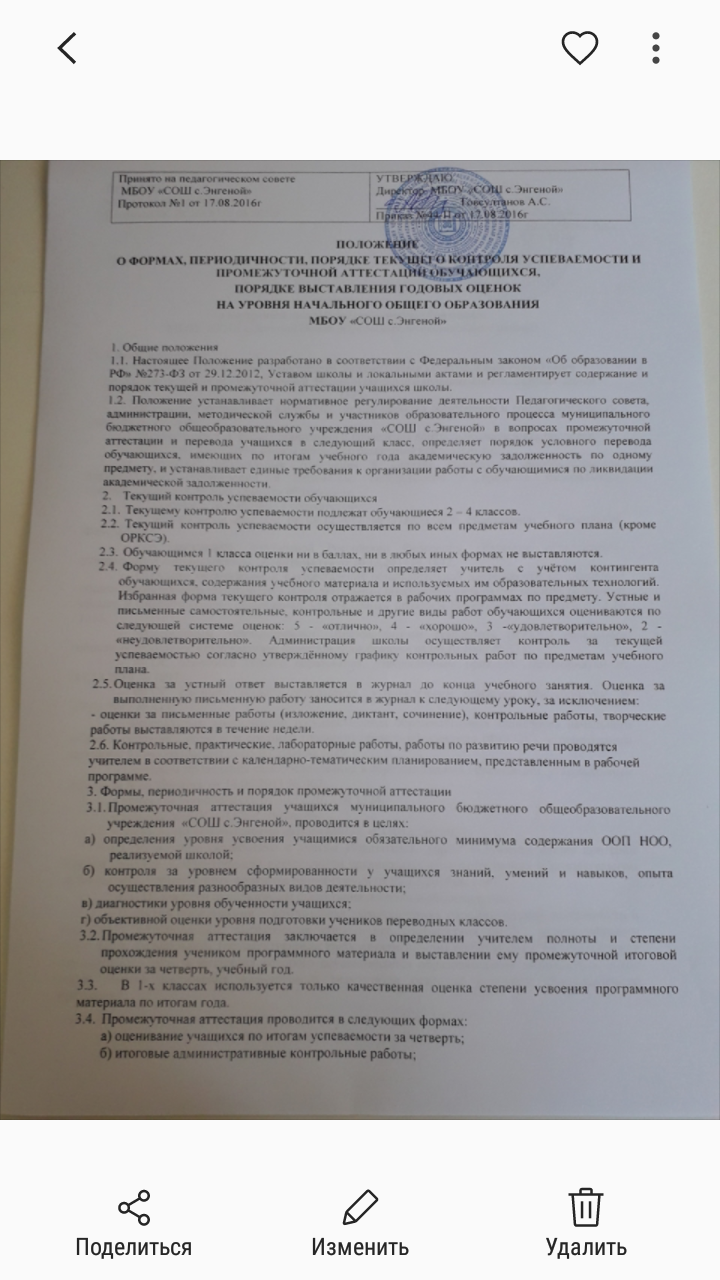 Принято на педагогическом совете
МБОУ «СОШ с.Энгеной»
Протокол №1 от 17.08.2016г
УТВЕРЖДАЮ:
Директор МБОУ «СОШ с.Энгеной»
Говсултанов А.С.
Приказ от 17.08.2016г
ПОЛОЖЕНИЕ
О ФОРМАХ, ПЕРИОДИЧНОСТИ, ПОРЯДКЕ ТЕКУЩЕГО КОНТРОЛЯ УСПЕВАЕМОСТИ И
ПРОМЕЖУТОЧНОЙ АТТЕСТАЦИИ ОБУЧАЮЩИХСЯ,
ПОРЯДКЕ ВЫСТАВЛЕНИЯ ГОДОВЫХ ОЦЕНОК
НА УРОВНЯ НАЧАЛЬНОГО ОБЩЕГО ОБРАЗОВАНИЯ
МБОУ «СОШ с.Энгеной»
1. Общие положения
1.1. Настоящее Положение разработано в соответствии с Федеральным законом «Об образовании в
РФ» №273-ФЗ от 29.12.2012, Уставом школы и локальными актами и регламентирует содержание и
порядок текущей и промежуточной аттестации учащихся школы.
1.2. Положение устанавливает нормативное регулирование деятельности Педагогического совета,
администрации, методической службы и участников образовательного процесса муниципального
бюджетного общеобразовательного учреждения «СОШ с.Энгеной» в вопросах промежуточной
аттестации и перевода учащихся в следующий класс, определяет порядок условного перевода
обучающихся, имеющих по итогам учебного года академическую задолженность по одному
предмету, и устанавливает единые требования к организации работы с обучающимися по ликвидации
академической задолженности.
2. Текущий контроль успеваемости обучающихся
2.1. Текущему контролю успеваемости подлежат обучающиеся 2 – 4 классов.
2.2. Текущий контроль успеваемости осуществляется по всем предметам учебного плана (кроме
ОРКСЭ).
2.3. Обучающимся 1 класса оценки ни в баллах, ни в любых иных формах не выставляются.
2.4. Форму текущего контроля успеваемости определяет учитель с учётом контингента
обучающихся, содержания учебного материала и используемых им образовательных технологий.
Избранная форма текущего контроля отражается в рабочих программах по предмету. Устные и
письменные самостоятельные, контрольные и другие виды работ обучающихся оцениваются по
следующей системе оценок: 5 - «отлично», 4 - «хорошо», 3 -«удовлетворительно», 2 -
«неудовлетворительно». Администрация школы осуществляет контроль за текущей
успеваемостью согласно утверждённому графику контрольных работ по предметам учебного
плана.
2.5. Оценка за устный ответ выставляется в журнал до конца учебного занятия. Оценка за
выполненную письменную работу заносится в журнал к следующему уроку, за исключением:
- оценки за письменные работы (изложение, диктант, сочинение), контрольные работы, творческие
работы выставляются в течение недели.
2.6. Контрольные, практические, лабораторные работы, работы по развитию речи проводятся
учителем в соответствии с календарно-тематическим планированием, представленным в рабочей
программе.
3. Формы, периодичность и порядок промежуточной аттестации
3.1. Промежуточная аттестация учащихся муниципального бюджетного общеобразовательного
учреждения «СОШ с.Энгеной», проводится в целях:
а) определения уровня усвоения учащимися обязательного минимума содержания ООП НОО,
реализуемой школой;
б) контроля за уровнем сформированности у учащихся знаний, умений и навыков, опыта
осуществления разнообразных видов деятельности;
в) диагностики уровня обученности учащихся;
г) объективной оценки уровня подготовки учеников переводных классов.
3.2. Промежуточная аттестация заключается в определении учителем полноты и степени
прохождения учеником программного материала и выставлении ему промежуточной итоговой
оценки за четверть, учебный год.
3.3. В 1-х классах используется только качественная оценка степени усвоения программного
материала по итогам года.
3.4. Промежуточная аттестация проводится в следующих формах:
а) оценивание учащихся по итогам успеваемости за четверть;
б) итоговые административные контрольные работы;
Поделиться
Изменить
Удалить